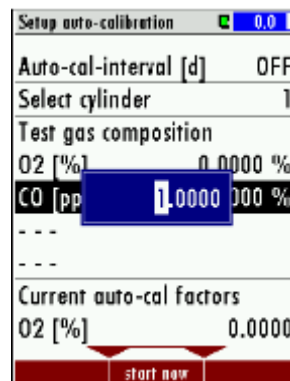 Setup auto-calibration 0.0
Auto-cal-interval [d] OFF
Select cylinder 1
Test gas composition
O2 [%] 0.0000 %
CO [pp 1.0000 000 %
- - -
- - -
Current auto-cal factors
O2 [%] 0.0000
start now